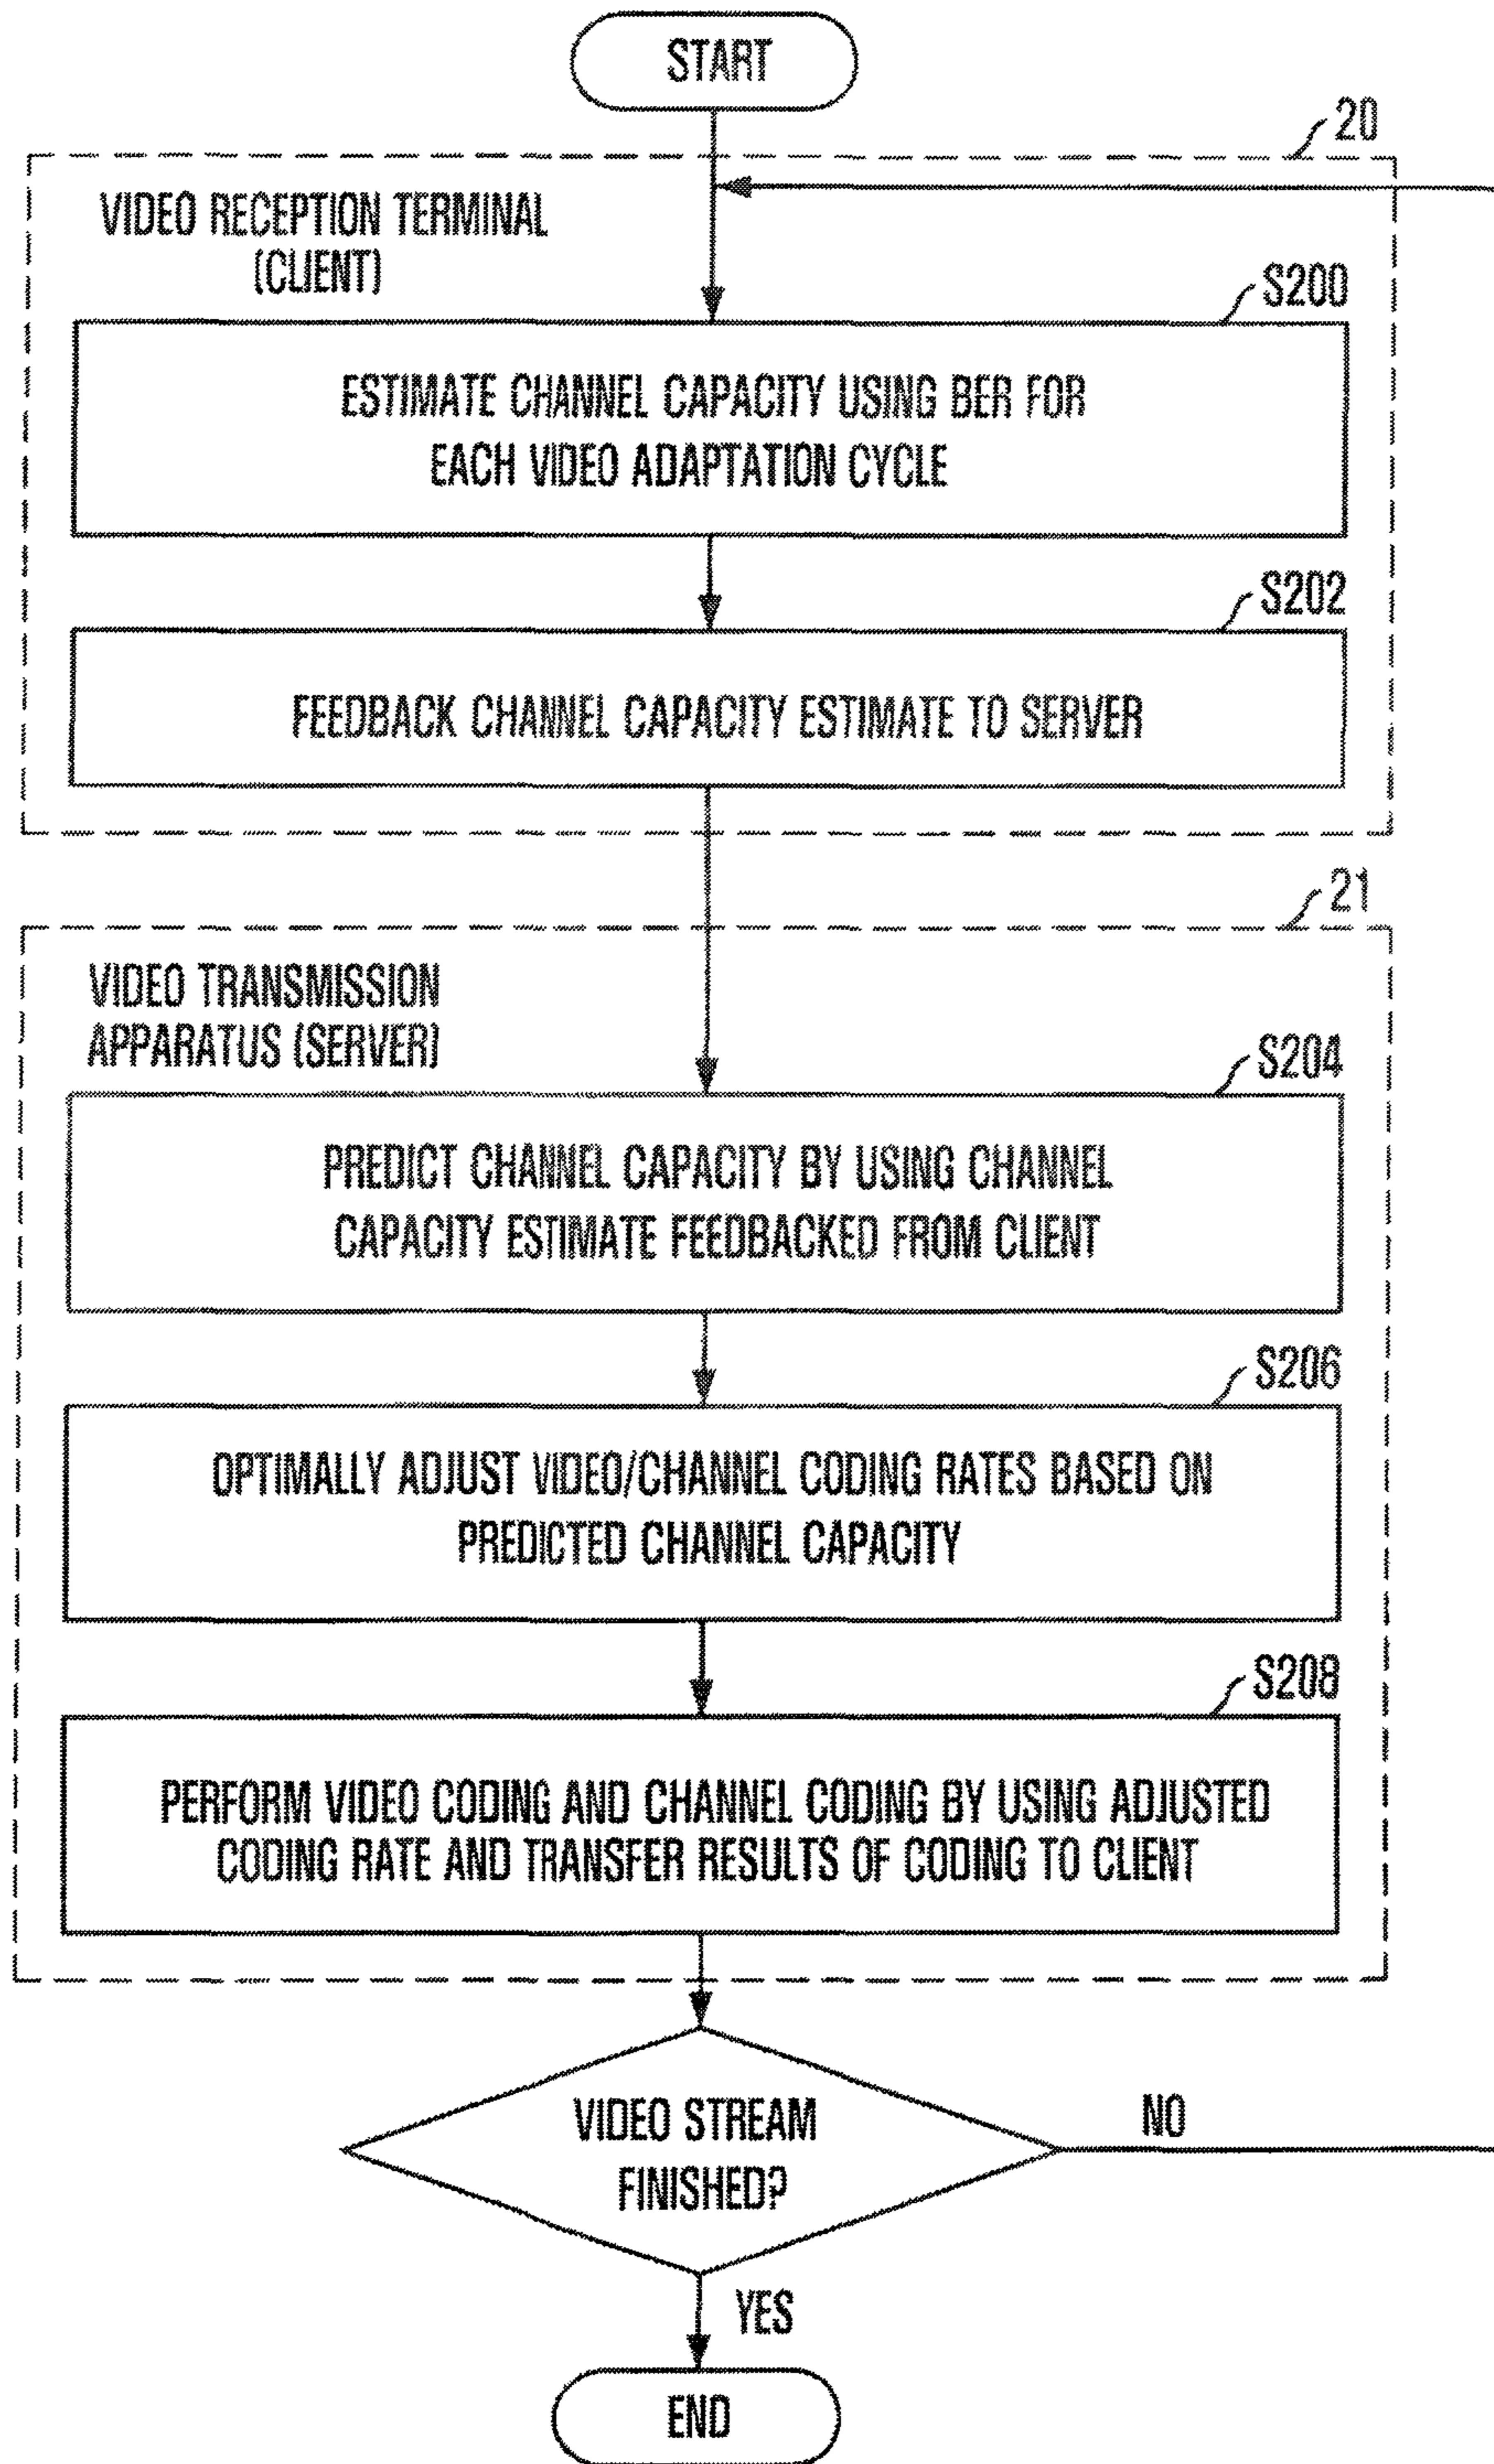 START
20
VIDEO RECEPTION TERMINAL
(CLIENT)
S200
ESTIMATE CHANNEL CAPACITY USING BER FOR
EACH VIDEO ADAPTATION CYCLE
S202
FEEDBACK CHANNEL CAPACITY ESTIMATE TO SERVER
21
VIDEO TRANSMISSION
APPARATUS (SERVER)
S204
PREDICT CHANNEL CAPACITY BY USING CHANNEL
CAPACITY ESTIMATE FEEDBACKED FROM CLIENT
S206
OPTIMALLY ADJUST VIDEO/CHANNEL CODING RATES BASED ON
PREDICTED CHANNEL CAPACITY
S208
PERFORM VIDEO CODING AND CHANNEL CODING BY USING ADJUSTED
CODING RATE AND TRANSFER RESULTS OF CODING TO CLIENT
VIDEO STREAM
FINISHED?
NO
YES
END